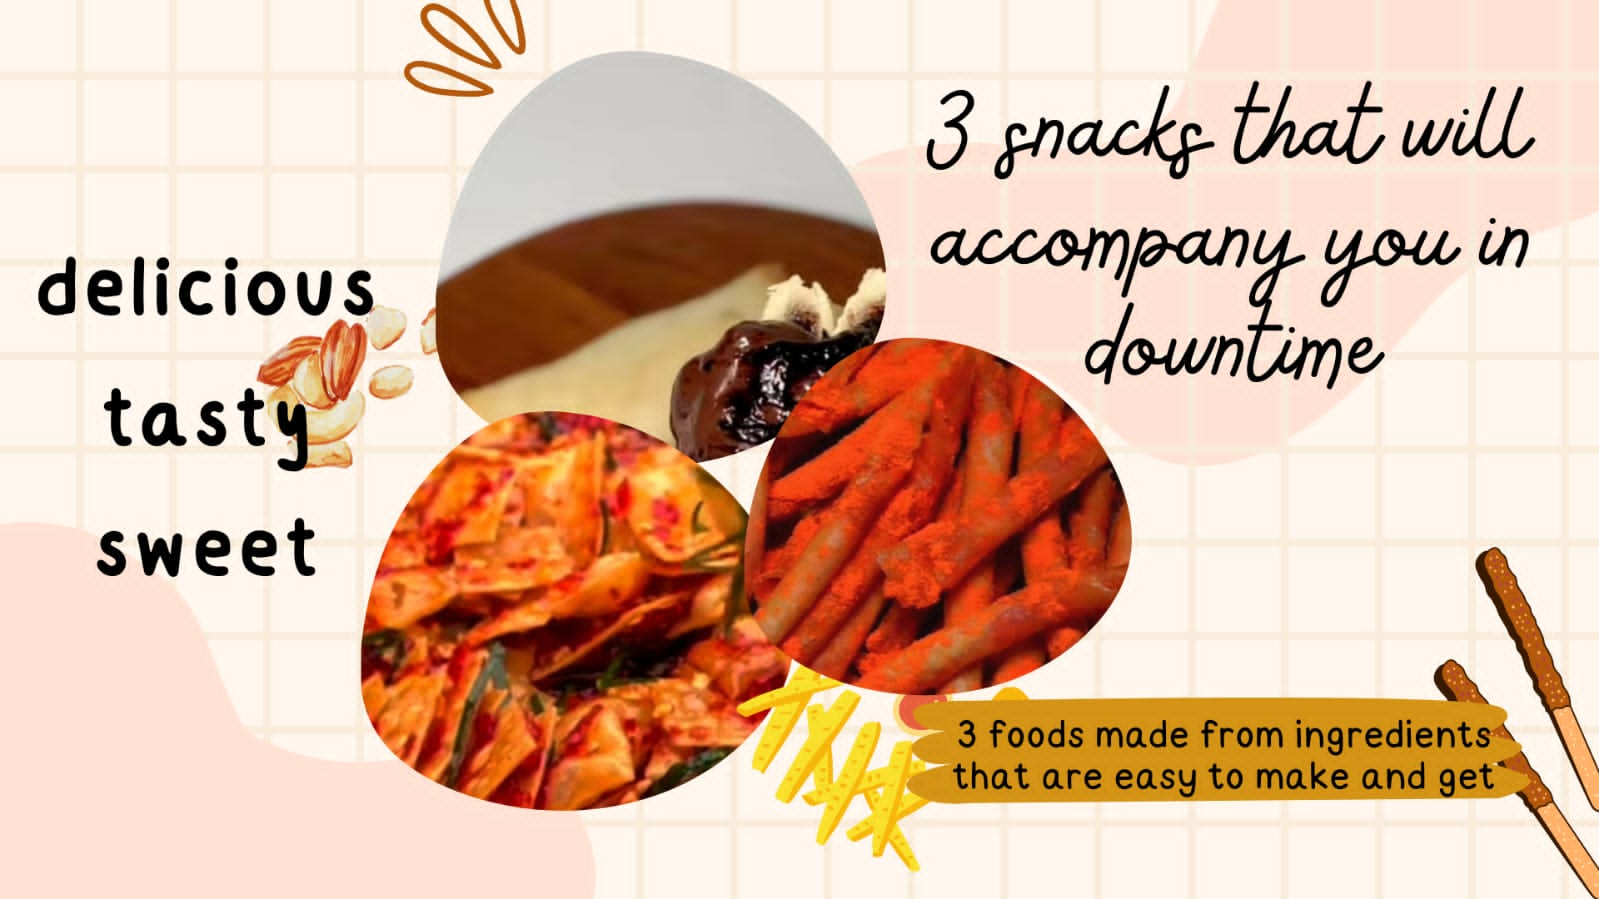 delicious
tasty
sweet
3 snacks that will
accompany you in
downtime
3 foods made from ingredients
that are easy to make and get